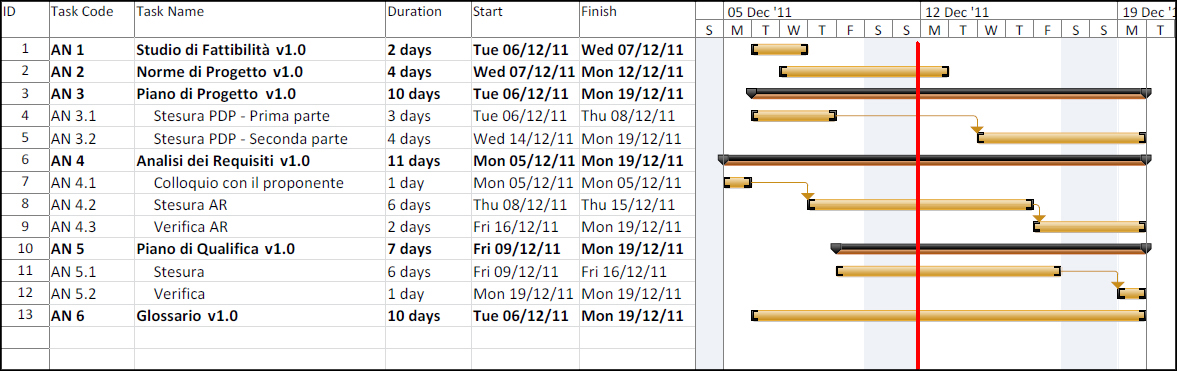 ID Task Code Task Name Duration Start Finish 05 Dec '11 12 Dec '11 19 Dec '1
S M T W T F S S M T W T F S S M T
1 AN 1 Studio di Fattibilità v1.0 2 days Tue 06/12/11 Wed 07/12/11
2 AN 2 Norme di Progetto v1.0 4 days Wed 07/12/11 Mon 12/12/11
3 AN 3 Piano di Progetto v1.0 10 days Tue 06/12/11 Mon 19/12/11
4 AN 3.1 Stesura PDP - Prima parte 3 days Tue 06/12/11 Thu 08/12/11
5 AN 3.2 Stesura PDP - Seconda parte 4 days Wed 14/12/11 Mon 19/12/11
6 AN 4 Analisi dei Requisiti v1.0 11 days Mon 05/12/11 Mon 19/12/11
7 AN 4.1 Colloquio con il proponente 1 day Mon 05/12/11 Mon 05/12/11
8 AN 4.2 Stesura AR 6 days Thu 08/12/11 Thu 15/12/11
9 AN 4.3 Verifica AR 2 days Fri 16/12/11 Mon 19/12/11
10 AN 5 Piano di Qualifica v1.0 7 days Fri 09/12/11 Mon 19/12/11
11 AN 5.1 Stesura 6 days Fri 09/12/11 Fri 16/12/11
12 AN 5.2 Verifica 1 day Mon 19/12/11 Mon 19/12/11
13 AN 6 Glossario v1.0 10 days Tue 06/12/11 Mon 19/12/11